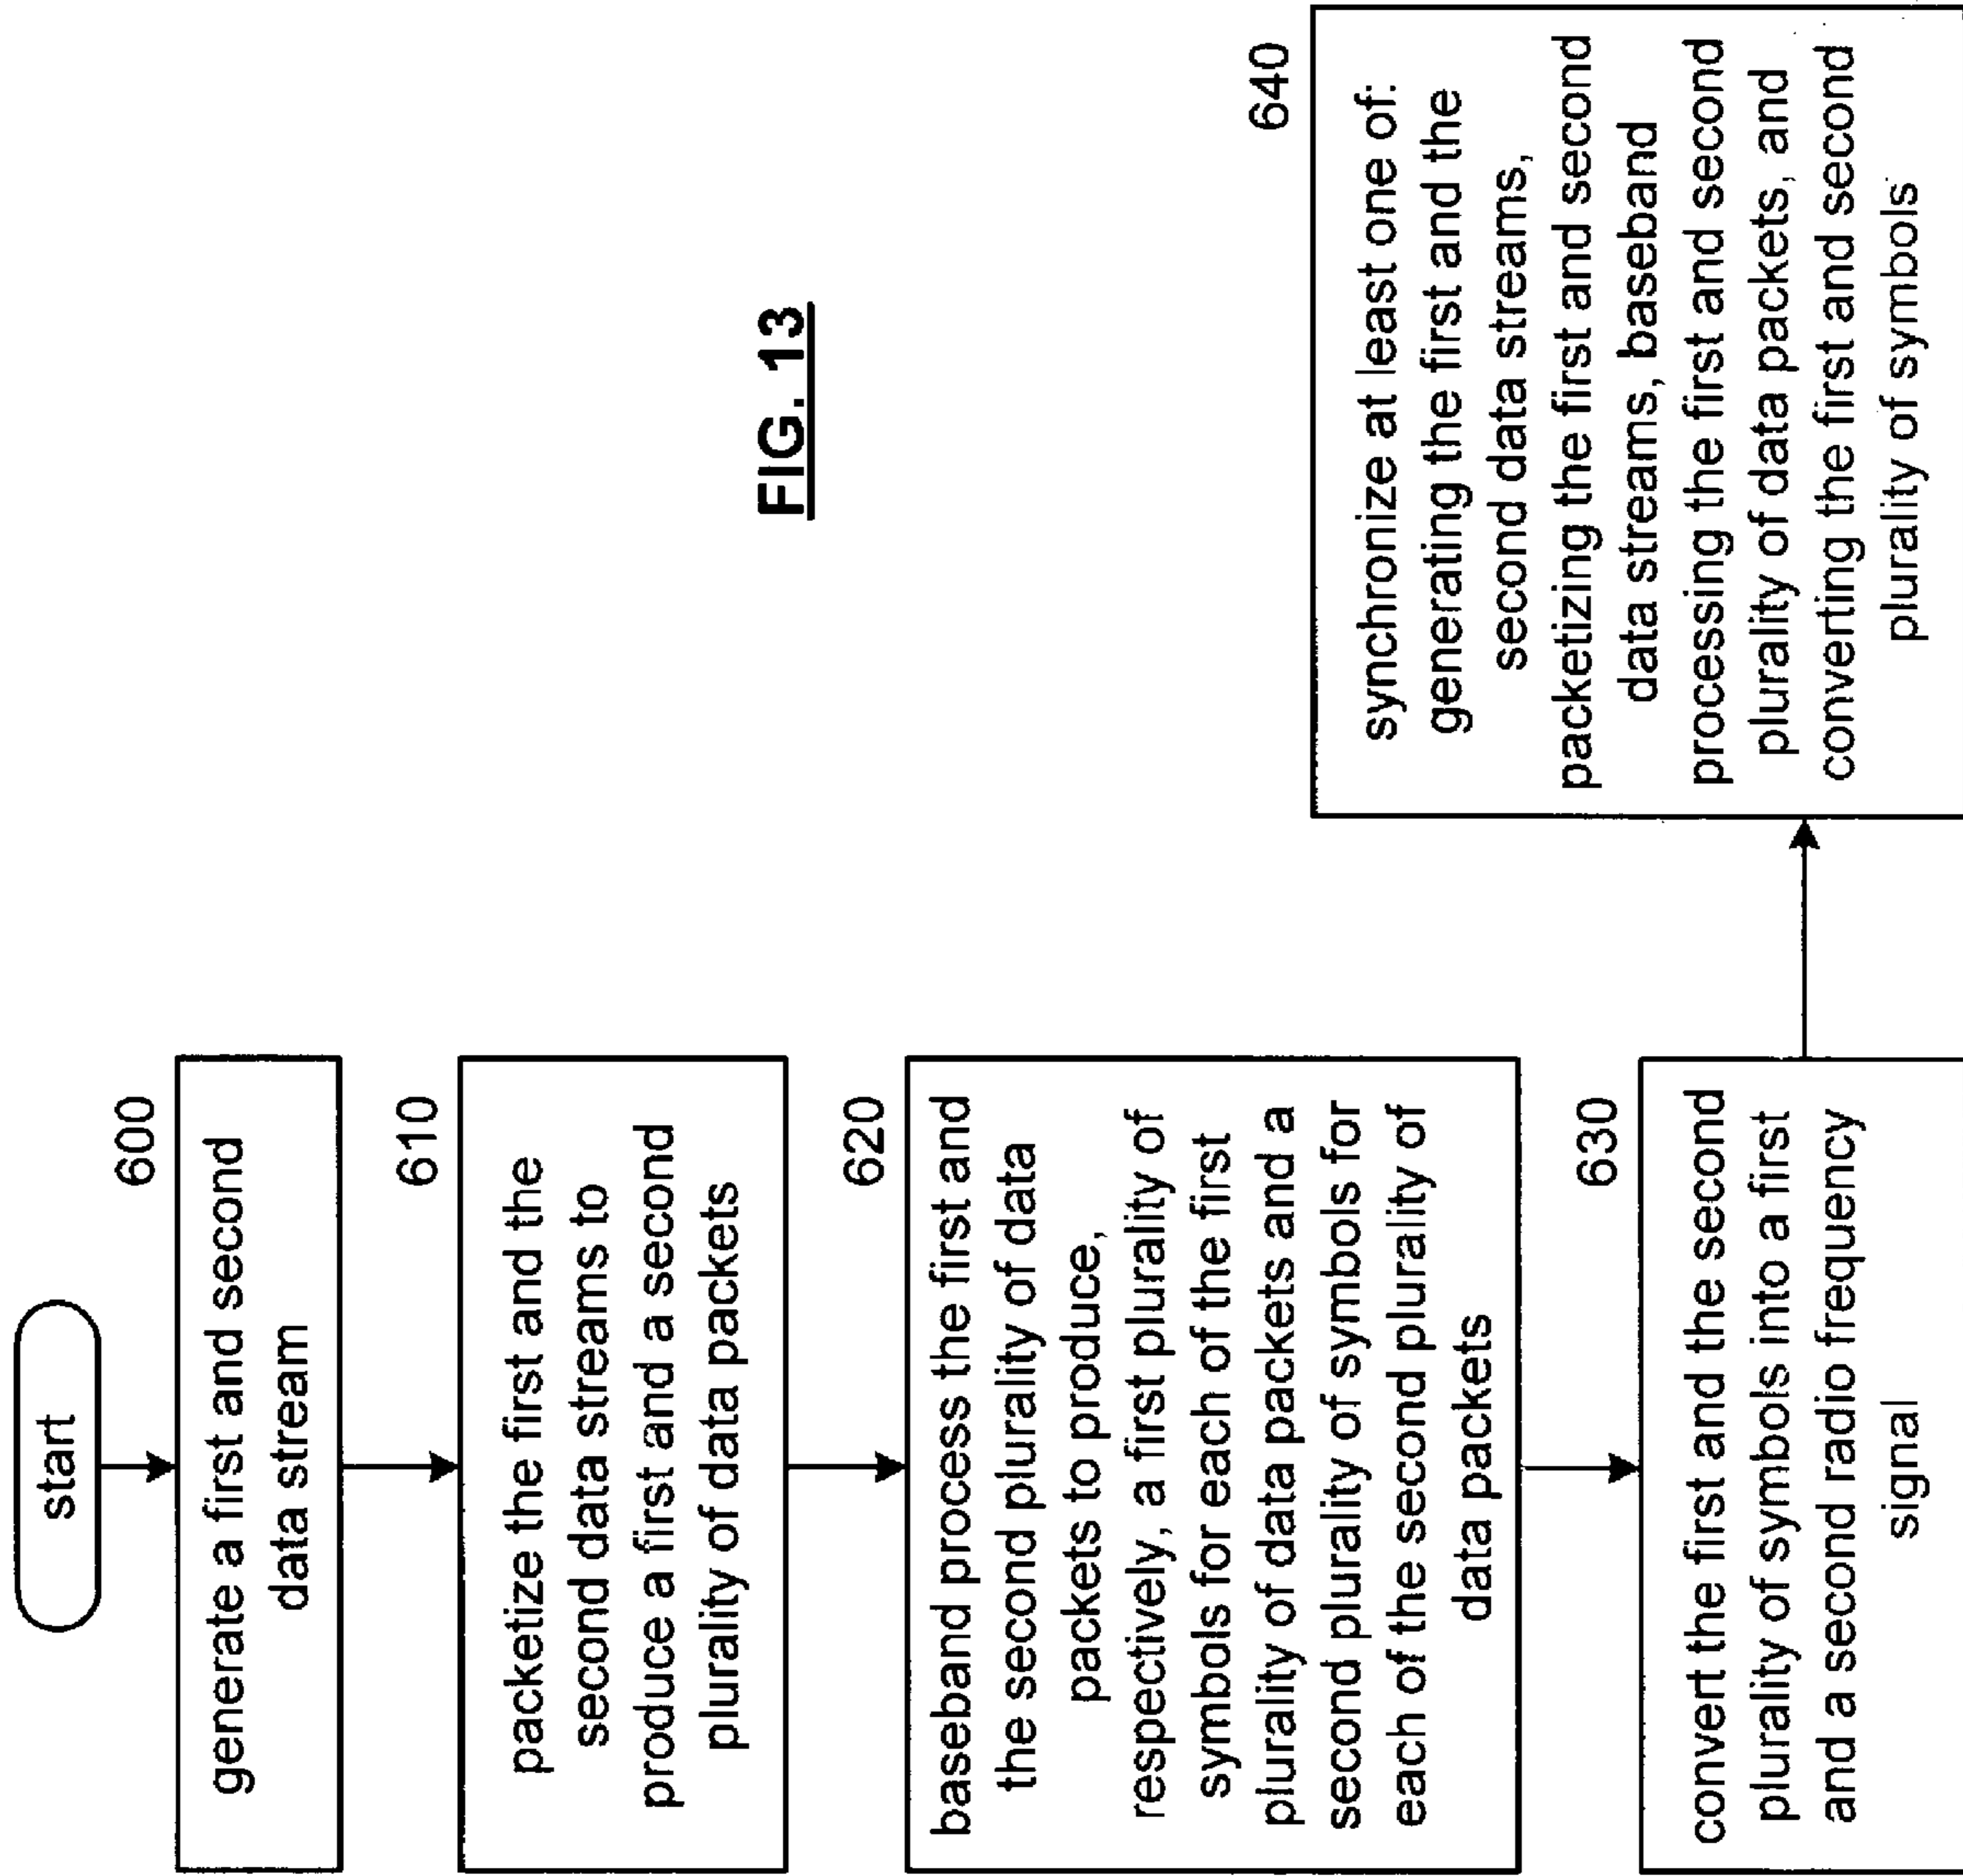 start
600
generate a first and second
data stream
610
packetize the first and the
second data streams to
produce a first and a second
plurality of data packets
620
baseband process the first and
the second plurality of data
packets to produce,
respectively, a first plurality of
symbols for each of the first
plurality of data packets and a
second plurality of symbols for
each of the second plurality of
data packets
630
convert the first and the second
plurality of symbols into a first
and a second radio frequency
signal
640
synchronize at least one of:
generating the first and the
second data streams,
packetizing the first and second
data streams, baseband
processing the first and second
plurality of data packets, and
converting the first and second
plurality of symbols
FIG. 13